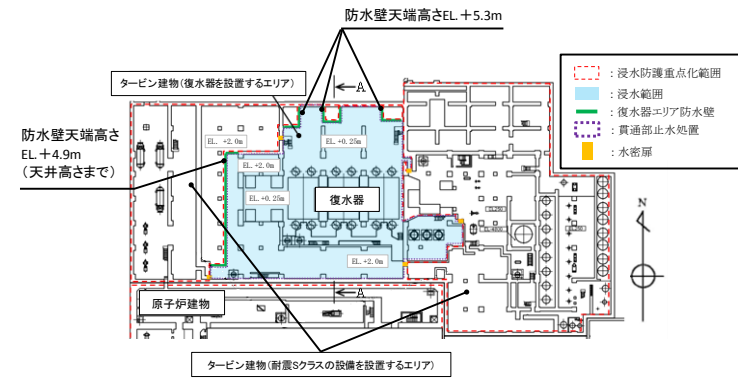 防水壁天端高さEL.＋5.3m
タービン建物(復水器を設置するエリア)
A
：浸水防護重点化範囲
：浸水範囲
：復水器エリア防水壁
：貫通部止水処置
：水密扉
防水壁天端高さ
EL.＋4.9m
（天井高さまで）
EL. +2.0m
EL. +0.25m
EL. +2.0m
EL. +0.25m
復水器
N
EL. +2.0m
A
原子炉建物
タービン建物(耐震Sクラスの設備を設置するエリア)